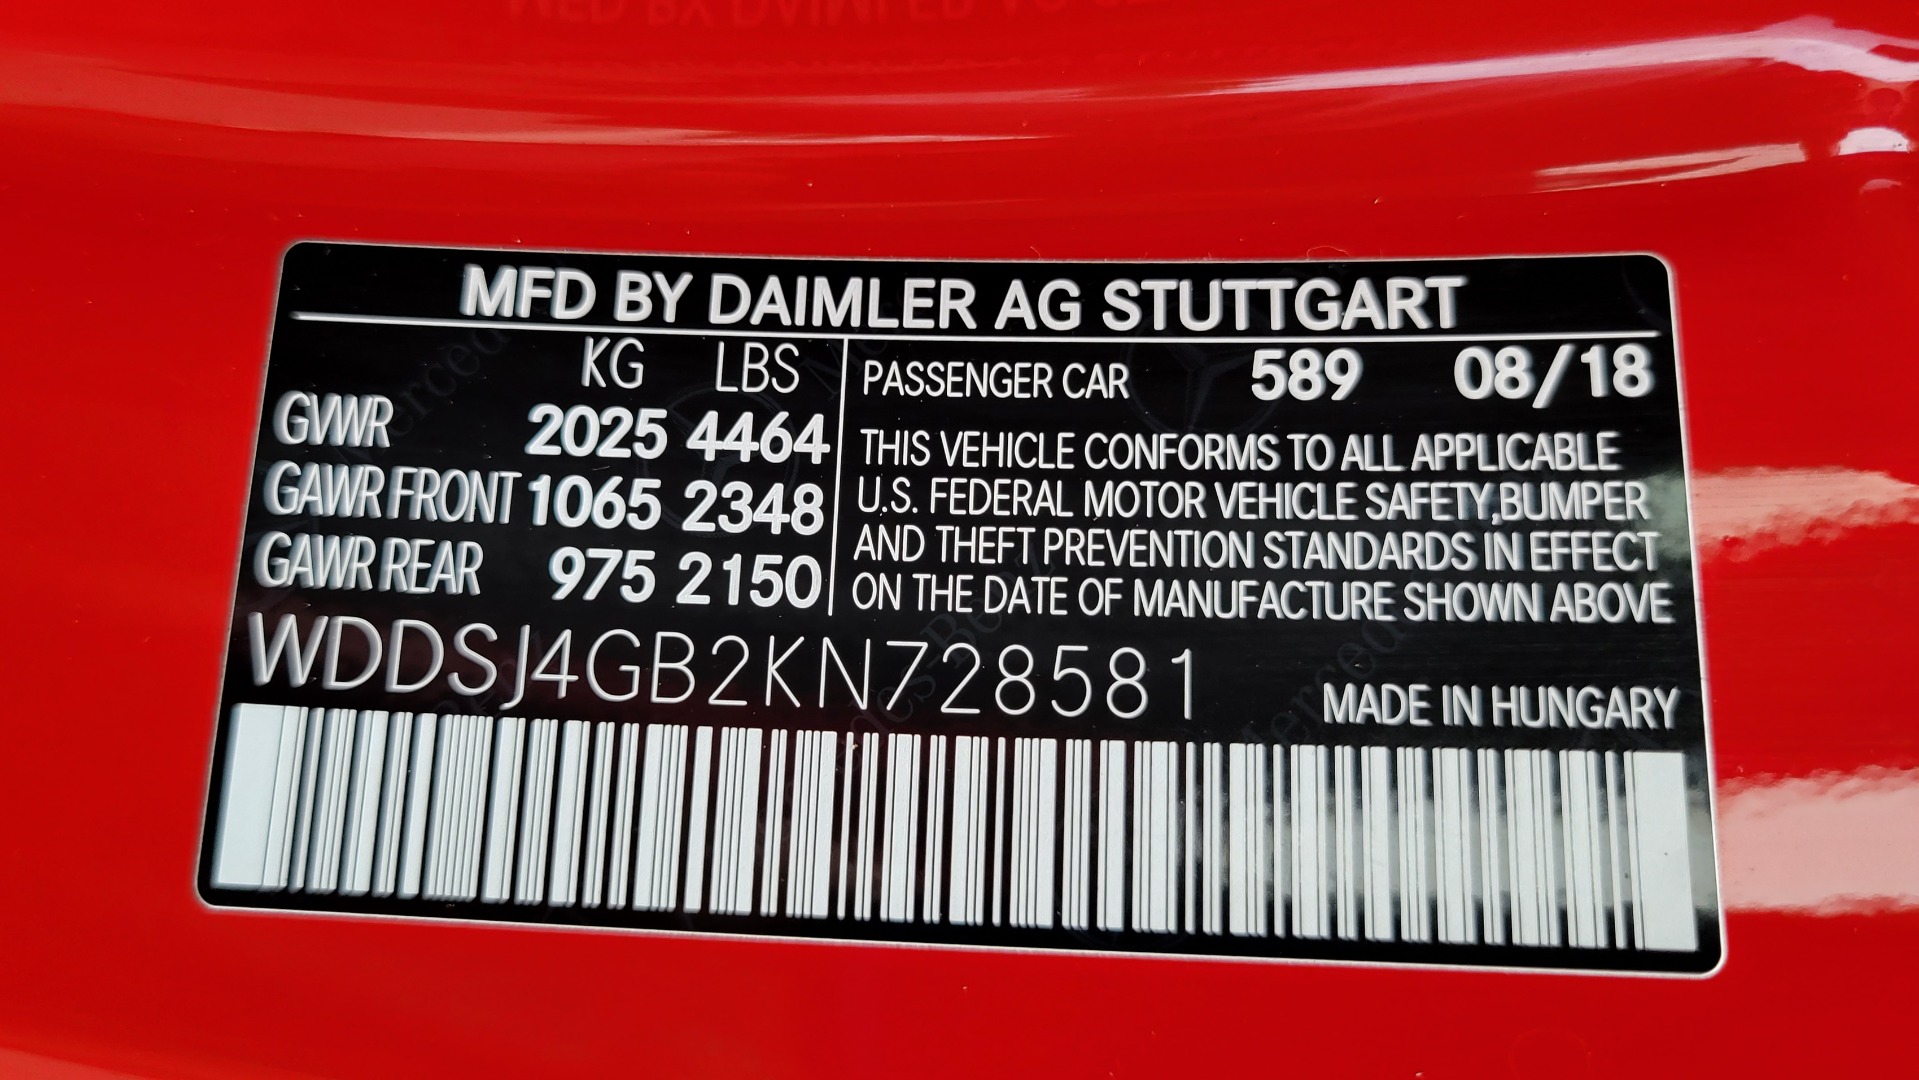 MFD BY DAIMLER AG STUTTGART
KG LBS
GVWR 2025 4464
GAWR FRONT 1065 2348
GAWR REAR 975 2150
PASSENGER CAR 589 08/18
THIS VEHICLE CONFORMS TO ALL APPLICABLE
U.S. FEDERAL MOTOR VEHICLE SAFETY,BUMPER
AND THEFT PREVENTION STANDARDS IN EFFECT
ON THE DATE OF MANUFACTURE SHOWN ABOVE
WDDSJ4GB2KN728581
MADE IN HUNGARY